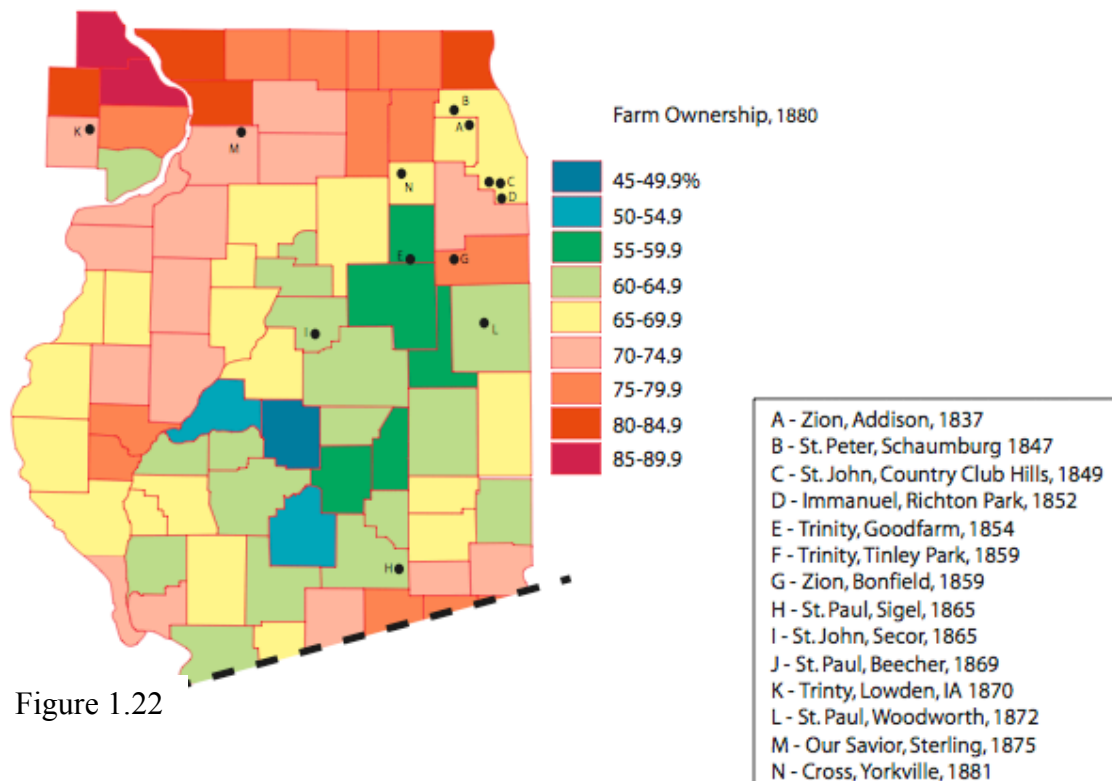 B
A
K
M
N
C
D
E
G
L
I
H
Farm Ownership, 1880
45-49.9%
50-54.9
55-59.9
60-64.9
65-69.9
70-74.9
75-79.9
80-84.9
85-89.9
A - Zion, Addison, 1837
B - St. Peter, Schaumburg 1847
C - St. John, Country Club Hills, 1849
D - Immanuel, Richton Park, 1852
E - Trinity, Goodfarm, 1854
F - Trinity, Tinley Park, 1859
G - Zion, Bonfield, 1859
H - St. Paul, Sigel, 1865
I - St. John, Secor, 1865
J - St. Paul, Beecher, 1869
K - Trinty, Lowden, IA 1870
L - St. Paul, Woodworth, 1872
M - Our Savior, Sterling, 1875
N - Cross, Yorkville, 1881
Figure 1.22